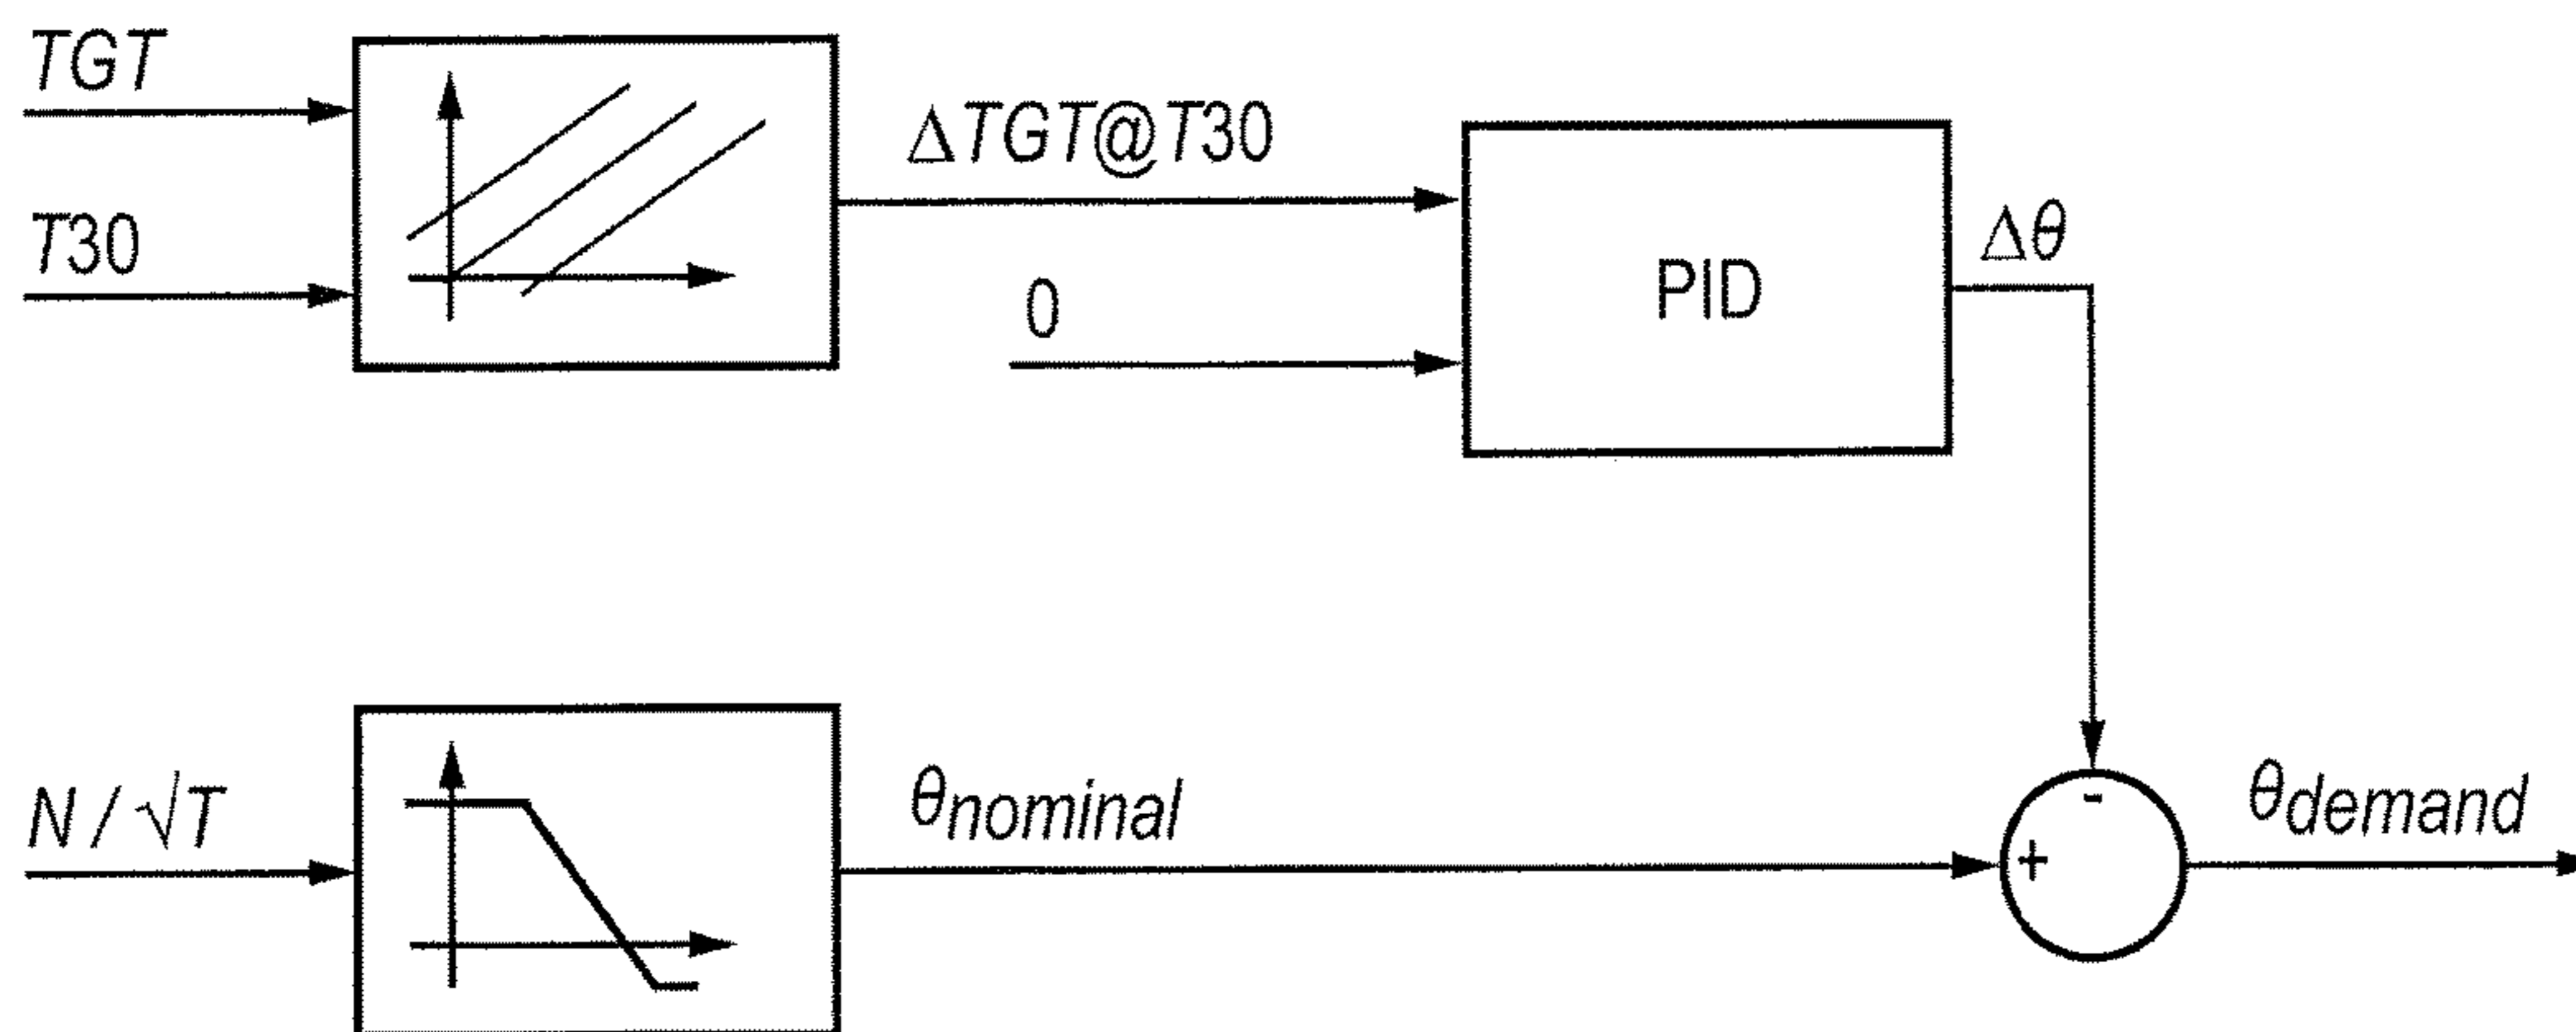 TGT
T30
ΔTGT@T30
0
PID
Δθ
N / √T
θnominal
-
+
θdemand